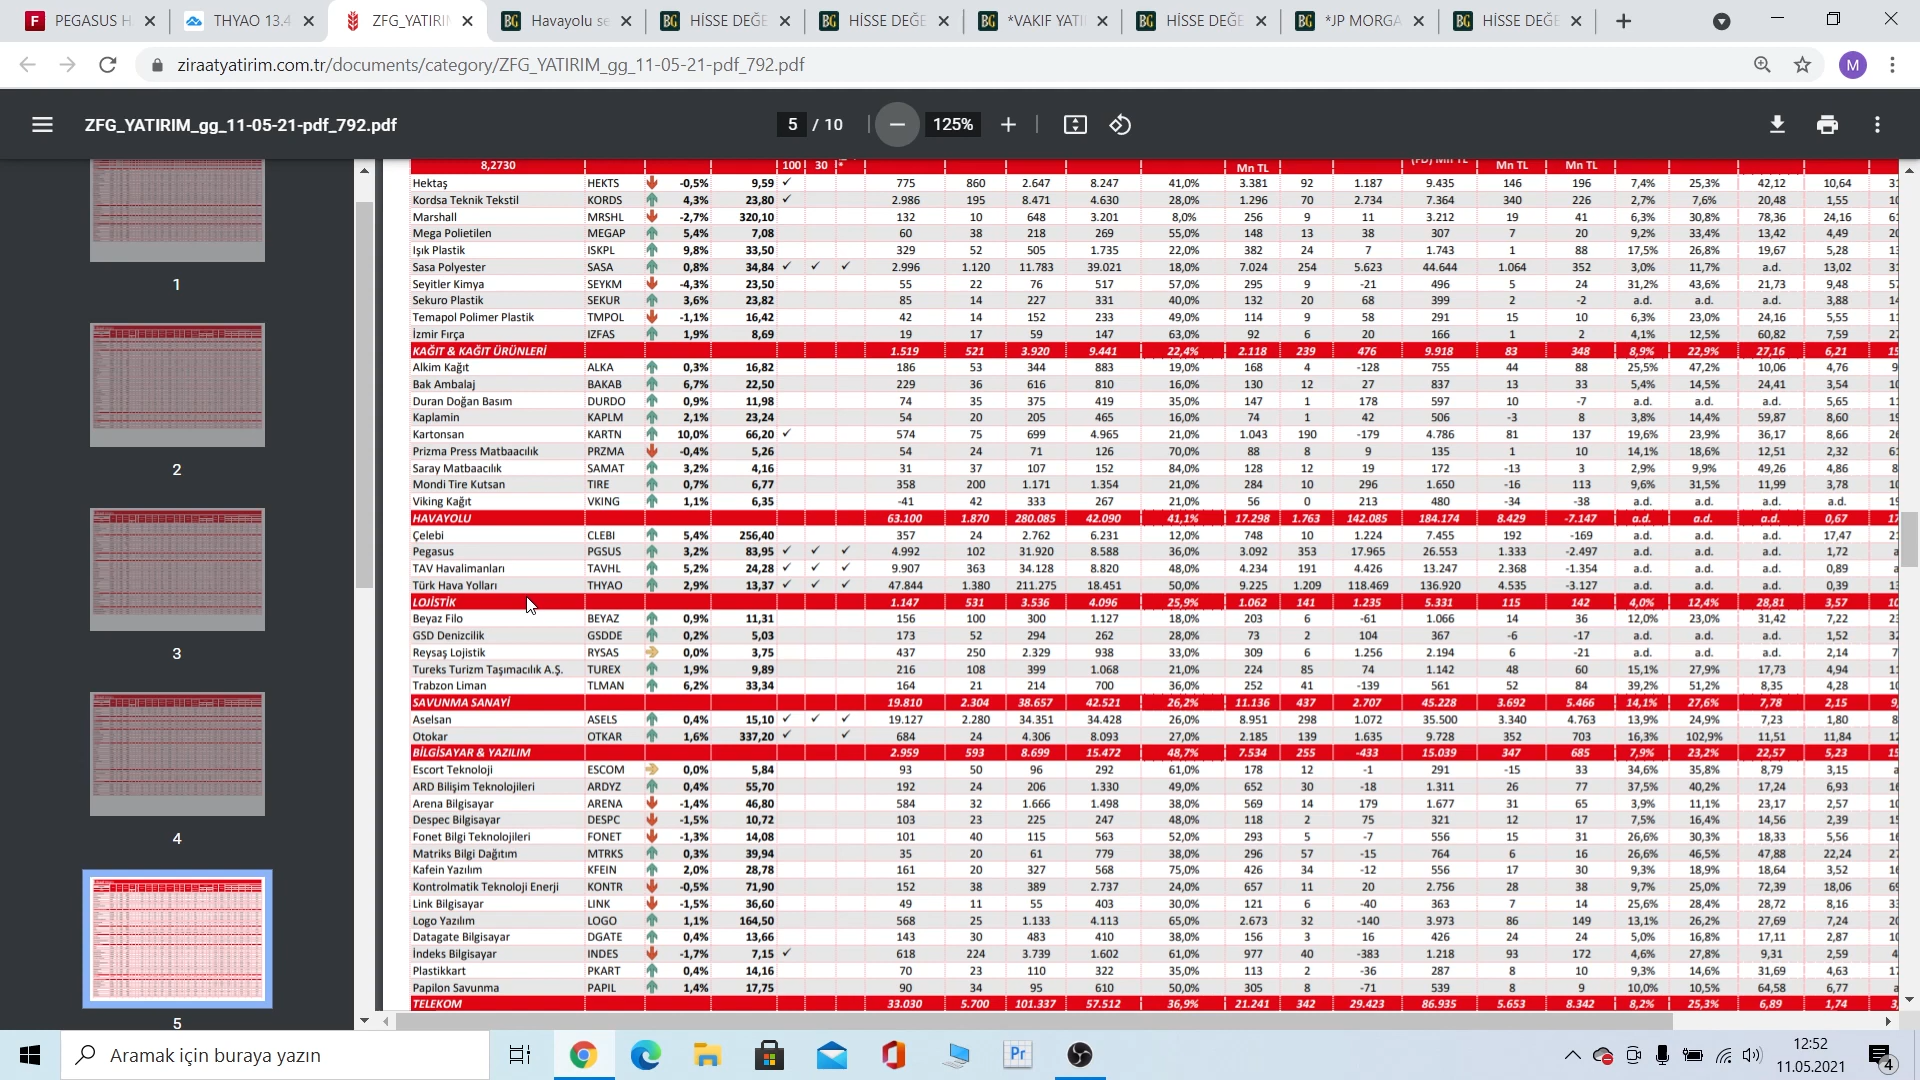 PEGASUS H
THYAO 13.4
ZFG_YATIRIM
Havayolu se
HİSSE DEĞE
HİSSE DEĞE
*VAKIF YATI
HİSSE DEĞE
*JP MORGA
HİSSE DEĞE
ziraatyatirim.com.tr/documents/category/ZFG_YATIRIM_gg_11-05-21-pdf_792.pdf
M
ZFG_YATIRIM_gg_11-05-21-pdf_792.pdf
5 / 10
125%
1
2
3
4
5
8,2730 100 30 Mn TL (FD) Mn TL Mn TL Mn TL
Hektaş HEKTS -0,5% 9,59 ✓ 775 860 2.647 8.247 41,0% 3.381 92 1.187 9.435 146 196 7,4% 25,3% 42,12 10,64 31
Kordsa Teknik Tekstil KORDS 4,3% 23,80 ✓ 2.986 195 8.471 4.630 28,0% 1.296 70 2.734 7.364 340 226 2,7% 7,6% 20,48 1,55 10
Marshall MRSHL -2,7% 320,10 132 10 648 3.201 8,0% 256 9 11 3.212 19 41 6,3% 30,8% 78,36 24,16 61
Mega Polietilen MEGAP 5,4% 7,08 60 38 218 269 55,0% 148 13 38 307 7 20 9,2% 33,4% 13,42 4,49 20
Işık Plastik ISKPL 9,8% 33,50 329 52 505 1.735 22,0% 382 24 7 1.743 1 88 17,5% 26,8% 19,67 5,28 13
Sasa Polyester SASA 0,8% 34,84 ✓ ✓ ✓ 2.996 1.120 11.783 39.021 18,0% 7.024 254 5.623 44.644 1.064 352 3,0% 11,7% a.d. 13,02 31
Seyitler Kimya SEYKM -4,3% 23,50 55 22 76 517 57,0% 295 9 -21 496 5 24 31,2% 43,6% 21,73 9,48 57
Sekuro Plastik SEKUR 3,6% 23,82 85 14 227 331 40,0% 132 20 68 399 2 -2 a.d. a.d. a.d. 3,88 14
Temapol Polimer Plastik TMPOL -1,1% 16,42 42 14 152 233 49,0% 114 9 58 291 15 10 6,3% 23,0% 24,16 5,55 11
İzmir Fırça IZFAS 1,9% 8,69 19 17 59 147 63,0% 92 6 20 166 1 2 4,1% 12,5% 60,82 7,59 27
KAĞIT & KAĞIT ÜRÜNLERİ 1.519 521 3.920 9.441 22,4% 2.118 239 476 9.918 83 348 8,9% 22,9% 27,16 6,21 15
Alkim Kağıt ALKA 0,3% 16,82 186 53 344 883 19,0% 168 4 -128 755 44 88 25,5% 47,2% 10,06 4,76 9
Bak Ambalaj BAKAB 6,7% 22,50 229 36 616 810 16,0% 130 12 27 837 13 33 5,4% 14,5% 24,41 3,54 10
Duran Doğan Basım DURDO 0,9% 11,98 74 35 375 419 35,0% 147 1 178 597 10 -7 a.d. a.d. a.d. 5,65 11
Kaplamin KAPLM 2,1% 23,24 54 20 205 465 16,0% 74 1 42 506 -3 8 3,8% 14,4% 59,87 8,60 19
Kartonsan KARTN 10,0% 66,20 ✓ 574 75 699 4.965 21,0% 1.043 190 -179 4.786 81 137 19,6% 23,9% 36,17 8,66 26
Prizma Press Matbaacılık PRZMA -0,4% 5,26 54 24 71 126 70,0% 88 8 9 135 1 10 14,1% 18,6% 12,51 2,32 61
Saray Matbaacılık SAMAT 3,2% 4,16 31 37 107 152 84,0% 128 12 19 172 -13 3 2,9% 9,9% 49,26 4,86 8
Mondi Tire Kutsan TIRE 0,7% 6,77 358 200 1.171 1.354 21,0% 284 10 296 1.650 -16 113 9,6% 31,5% 11,99 3,78 10
Viking Kağıt VKING 1,1% 6,35 -41 42 333 267 21,0% 56 0 213 480 -34 -38 a.d. a.d. a.d. a.d. 19
HAVAYOLU 63.100 1.870 280.085 42.090 41,1% 17.298 1.763 142.085 184.174 8.429 -7.147 a.d. a.d. a.d. 0,67 17
Çelebi CLEBI 5,4% 256,40 357 24 2.762 6.231 12,0% 748 10 1.224 7.455 192 -169 a.d. a.d. a.d. 17,47 21
Pegasus PGSUS 3,2% 83,95 ✓ ✓ ✓ 4.992 102 31.920 8.588 36,0% 3.092 353 17.965 26.553 1.333 -2.497 a.d. a.d. a.d. 1,72 a
TAV Havalimanları TAVHL 5,2% 24,28 ✓ ✓ ✓ 9.907 363 34.128 8.820 48,0% 4.234 191 4.426 13.247 2.368 -1.354 a.d. a.d. a.d. 0,89 a
Türk Hava Yolları THYAO 2,9% 13,37 ✓ ✓ ✓ 47.844 1.380 211.275 18.451 50,0% 9.225 1.209 118.469 136.920 4.535 -3.127 a.d. a.d. a.d. 0,39 13
LOJİSTİK 1.147 531 3.536 4.096 25,9% 1.062 141 1.235 5.331 115 142 4,0% 12,4% 28,81 3,57 10
Beyaz Filo BEYAZ 0,9% 11,31 156 100 300 1.127 18,0% 203 6 -61 1.066 14 36 12,0% 23,0% 31,42 7,22 23
GSD Denizcilik GSDDE 0,2% 5,03 173 52 294 262 28,0% 73 2 104 367 -6 -17 a.d. a.d. a.d. 1,52 32
Reysaş Lojistik RYSAS 0,0% 3,75 437 250 2.329 938 33,0% 309 6 1.256 2.194 6 -21 a.d. a.d. a.d. 2,14 7
Tureks Turizm Taşımacılık A.Ş. TUREX 1,9% 9,89 216 108 399 1.068 21,0% 224 85 74 1.142 48 60 15,1% 27,9% 17,73 4,94 11
Trabzon Liman TLMAN 6,2% 33,34 164 21 214 700 36,0% 252 41 -139 561 52 84 39,2% 51,2% 8,35 4,28 10
SAVUNMA SANAYİ 19.810 2.304 38.657 42.521 26,2% 11.136 437 2.707 45.228 3.692 5.466 14,1% 27,6% 7,78 2,15 9,
Aselsan ASELS 0,4% 15,10 ✓ ✓ ✓ 19.127 2.280 34.351 34.428 26,0% 8.951 298 1.072 35.500 3.340 4.763 13,9% 24,9% 7,23 1,80 8
Otokar OTKAR 1,6% 337,20 ✓ ✓ 684 24 4.306 8.093 27,0% 2.185 139 1.635 9.728 352 703 16,3% 102,9% 11,51 11,84 12
BİLGİSAYAR & YAZILIM 2.959 593 8.699 15.472 48,7% 7.534 255 -433 15.039 347 685 7,9% 23,2% 22,57 5,23 15
Escort Teknoloji ESCOM 0,0% 5,84 93 50 96 292 61,0% 178 12 -1 291 -15 33 34,6% 35,8% 8,79 3,15 a
ARD Bilişim Teknolojileri ARDYZ 0,4% 55,70 192 24 206 1.330 49,0% 652 30 -18 1.311 26 77 37,5% 40,2% 17,24 6,93 16
Arena Bilgisayar ARENA -1,4% 46,80 584 32 1.666 1.498 38,0% 569 14 179 1.677 31 65 3,9% 11,1% 23,17 2,57 10
Despec Bilgisayar DESPC -1,5% 10,72 103 23 225 247 48,0% 118 2 75 321 12 17 7,5% 16,4% 14,56 2,39 15
Fonet Bilgi Teknolojileri FONET -1,3% 14,08 101 40 115 563 52,0% 293 5 -7 556 15 31 26,6% 30,3% 18,33 5,56 16
Matriks Bilgi Dağıtım MTRKS 0,3% 39,94 35 20 61 779 38,0% 296 57 -15 764 6 16 26,6% 46,5% 47,88 22,24 27
Kafein Yazılım KFEIN 2,0% 28,78 161 20 327 568 75,0% 426 34 -12 556 17 30 9,3% 18,9% 18,64 3,52 16
Kontrolmatik Teknoloji Enerji KONTR -0,5% 71,90 152 38 389 2.737 24,0% 657 11 20 2.756 28 38 9,7% 25,0% 72,39 18,06 69
Link Bilgisayar LINK -1,5% 36,60 49 11 55 403 30,0% 121 6 -40 363 7 14 25,6% 28,4% 28,72 8,16 33
Logo Yazılım LOGO 1,1% 164,50 568 25 1.133 4.113 65,0% 2.673 32 -140 3.973 86 149 13,1% 26,2% 27,69 7,24 20
Datagate Bilgisayar DGATE 0,4% 13,66 143 30 483 410 38,0% 156 3 16 426 24 24 5,0% 16,8% 17,11 2,87 10
İndeks Bilgisayar INDES -1,7% 7,15 ✓ 618 224 3.739 1.602 61,0% 977 40 -383 1.218 93 172 4,6% 27,8% 9,31 2,59 4
Plastikkart PKART 0,4% 14,16 70 23 110 322 35,0% 113 2 -36 287 8 10 9,3% 14,6% 31,69 4,63 17
Papilon Savunma PAPIL 1,4% 17,75 90 34 95 610 50,0% 305 8 -71 539 8 9 10,0% 10,5% 64,58 6,77 a
TELEKOM 33.030 5.700 101.337 57.512 36,9% 21.241 342 29.423 86.935 5.653 8.342 8,2% 25,3% 6,89 1,74 3,
Aramak için buraya yazın
Pr
12:52
11.05.2021
4